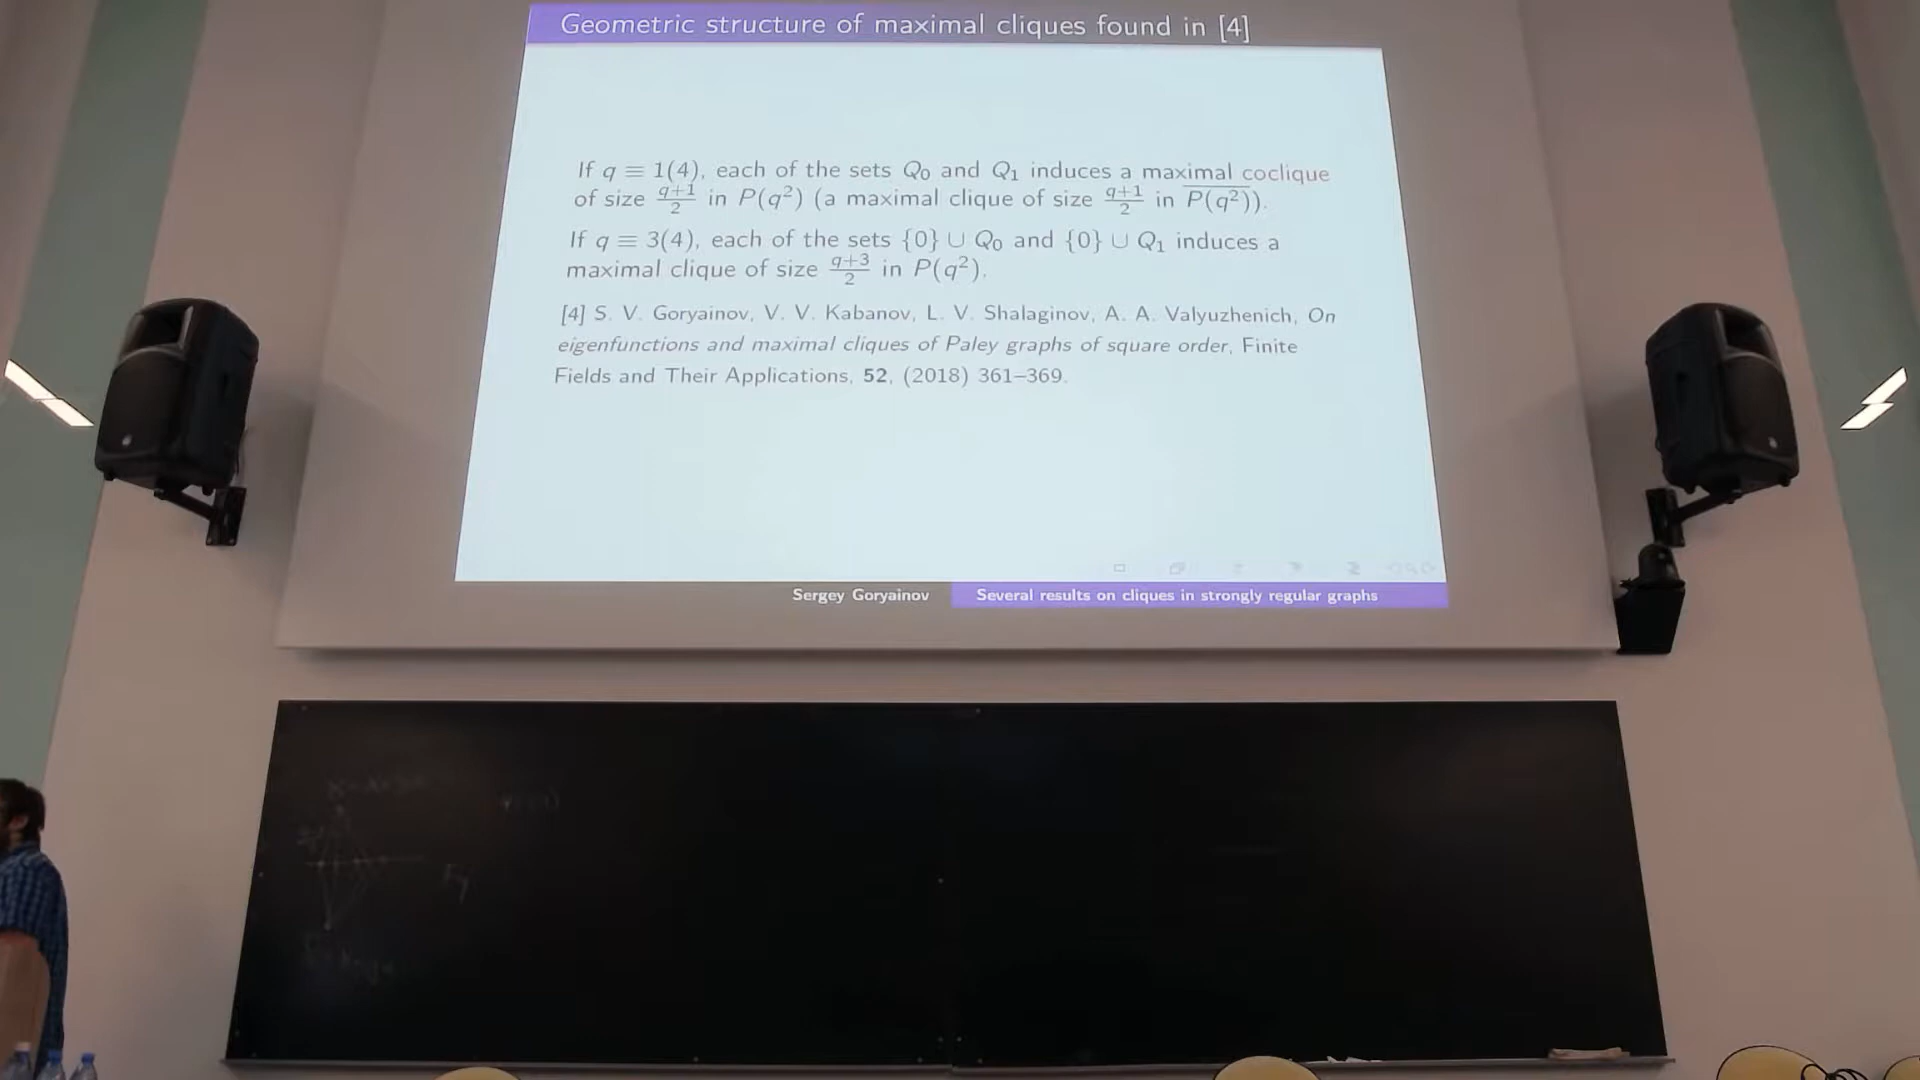 Geometric structure of maximal cliques found in [4]
If q ≡ 1(4), each of the sets Q₀ and Q₁ induces a maximal coclique
of size \frac{q+1}{2} in P(q²) (a maximal clique of size \frac{q+1}{2} in \overline{P(q²)}).
If q ≡ 3(4), each of the sets {0} ∪ Q₀ and {0} ∪ Q₁ induces a
maximal clique of size \frac{q+3}{2} in P(q²).
[4] S. V. Goryainov, V. V. Kabanov, L. V. Shalaginov, A. A. Valyuzhenich, On
eigenfunctions and maximal cliques of Paley graphs of square order, Finite
Fields and Their Applications, 52, (2018) 361–369.
Sergey Goryainov Several results on cliques in strongly regular graphs